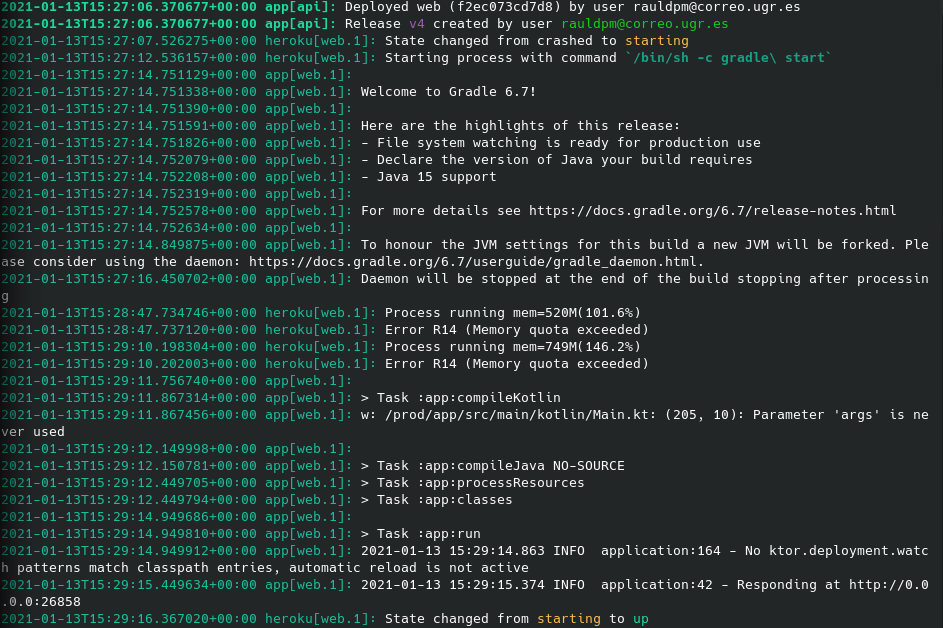 2021-01-13T15:27:06.370677+00:00 app[api]: Deployed web (f2ec073cd7d8) by user rauldpm@correo.ugr.es
2021-01-13T15:27:06.370677+00:00 app[api]: Release v4 created by user rauldpm@correo.ugr.es
2021-01-13T15:27:07.526275+00:00 heroku[web.1]: State changed from crashed to starting
2021-01-13T15:27:12.536157+00:00 heroku[web.1]: Starting process with command `/bin/sh -c gradle\ start`
2021-01-13T15:27:14.751129+00:00 app[web.1]:
2021-01-13T15:27:14.751338+00:00 app[web.1]: Welcome to Gradle 6.7!
2021-01-13T15:27:14.751390+00:00 app[web.1]:
2021-01-13T15:27:14.751591+00:00 app[web.1]: Here are the highlights of this release:
2021-01-13T15:27:14.751826+00:00 app[web.1]: - File system watching is ready for production use
2021-01-13T15:27:14.752079+00:00 app[web.1]: - Declare the version of Java your build requires
2021-01-13T15:27:14.752208+00:00 app[web.1]: - Java 15 support
2021-01-13T15:27:14.752319+00:00 app[web.1]:
2021-01-13T15:27:14.752578+00:00 app[web.1]: For more details see https://docs.gradle.org/6.7/release-notes.html
2021-01-13T15:27:14.752634+00:00 app[web.1]:
2021-01-13T15:27:14.849875+00:00 app[web.1]: To honour the JVM settings for this build a new JVM will be forked. Ple
ase consider using the daemon: https://docs.gradle.org/6.7/userguide/gradle_daemon.html.
2021-01-13T15:27:16.450702+00:00 app[web.1]: Daemon will be stopped at the end of the build stopping after processin
g
2021-01-13T15:28:47.734746+00:00 heroku[web.1]: Process running mem=520M(101.6%)
2021-01-13T15:28:47.737120+00:00 heroku[web.1]: Error R14 (Memory quota exceeded)
2021-01-13T15:29:10.198304+00:00 heroku[web.1]: Process running mem=749M(146.2%)
2021-01-13T15:29:10.202003+00:00 heroku[web.1]: Error R14 (Memory quota exceeded)
2021-01-13T15:29:11.756740+00:00 app[web.1]:
2021-01-13T15:29:11.867314+00:00 app[web.1]: > Task :app:compileKotlin
2021-01-13T15:29:11.867456+00:00 app[web.1]: w: /prod/app/src/main/kotlin/Main.kt: (205, 10): Parameter 'args' is ne
ver used
2021-01-13T15:29:12.149998+00:00 app[web.1]:
2021-01-13T15:29:12.150781+00:00 app[web.1]: > Task :app:compileJava NO-SOURCE
2021-01-13T15:29:12.449705+00:00 app[web.1]: > Task :app:processResources
2021-01-13T15:29:12.449794+00:00 app[web.1]: > Task :app:classes
2021-01-13T15:29:14.949686+00:00 app[web.1]:
2021-01-13T15:29:14.949810+00:00 app[web.1]: > Task :app:run
2021-01-13T15:29:14.949912+00:00 app[web.1]: 2021-01-13 15:29:14.863 INFO  application:164 - No ktor.deployment.watc
h patterns match classpath entries, automatic reload is not active
2021-01-13T15:29:15.449634+00:00 app[web.1]: 2021-01-13 15:29:15.374 INFO  application:42 - Responding at http://0.0
.0.0:26858
2021-01-13T15:29:16.367020+00:00 heroku[web.1]: State changed from starting to up